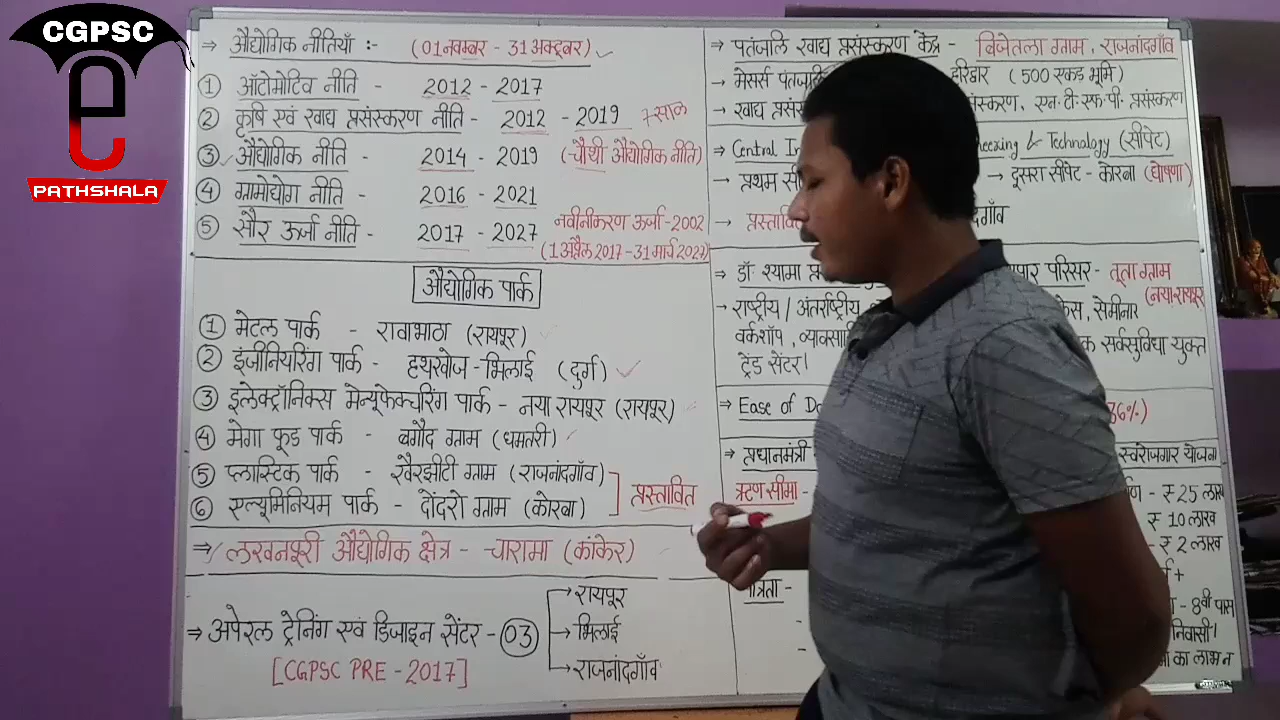 CGPSC
e
PATHSHALA
→ औद्योगिक नीतियाँ :- (01 नवम्बर - 31 अक्टूबर)
① ऑटोमोटिव नीति - 2012 - 2017
② कृषि एवं खाद्य प्रसंस्करण नीति - 2012 - 2019 7 साल
③ औद्योगिक नीति - 2014 - 2019 (चौथी औद्योगिक नीति)
④ ग्रामोद्योग नीति - 2016 - 2021
⑤ सौर ऊर्जा नीति - 2017 - 2027 नवीनीकरण ऊर्जा - 2002
(1 अप्रैल 2017 - 31 मार्च 2027)
औद्योगिक पार्क
① मेटल पार्क - रावाभाठा (रायपूर)
② इंजीनियरिंग पार्क - हथखोज - भिलाई (दुर्ग)
③ इलेक्ट्रॉनिक्स मेन्यूफेक्चरिंग पार्क - नया रायपूर (रायपूर)
④ मेगा फूड पार्क - बगौद ग्राम (धमतरी)
⑤ प्लास्टिक पार्क - खैरझीटी ग्राम (राजनांदगाँव)
⑥ एल्यूमिनियम पार्क - दोंदरो ग्राम (कोरबा)
प्रस्तावित
⇒ लखनपूरी औद्योगिक क्षेत्र - चारामा (कांकेर)
⇒ अपेरल ट्रेनिंग एवं डिजाइन सेंटर - 03
→ रायपूर
→ भिलाई
→ राजनांदगाँव
[CGPSC PRE - 2017]
→ पतंजलि खाद्य प्रसंस्करण केंद्र - विजेतला ग्राम, राजनांदगाँव
→ मेसर्स पतंजलि हरिद्वार (500 एकड भूमि)
→ खाद्य प्रसंस्करण, एन.टी.एफ.पी. प्रसंस्करण
→ Central & Technology (सीपेट)
→ प्रथम → दूसरा सीपेट - कोरबा (घोषणा)
→
→ डॉ. श्यामा परिसर - तूता ग्राम
(नया रायपूर)
→ राष्ट्रीय / अंतर्राष्ट्रीय , सेमीनार
वर्कशॉप, सर्वसुविधा युक्त
ट्रेड सेंटर।
→ Ease of 36%)
→ प्रधानमंत्री स्वरोजगार योजना
ऋण सीमा - - ₹ 25 लाख
₹ 10 लाख
- ₹ 2 लाख
- 8वी पास
का लाभ न